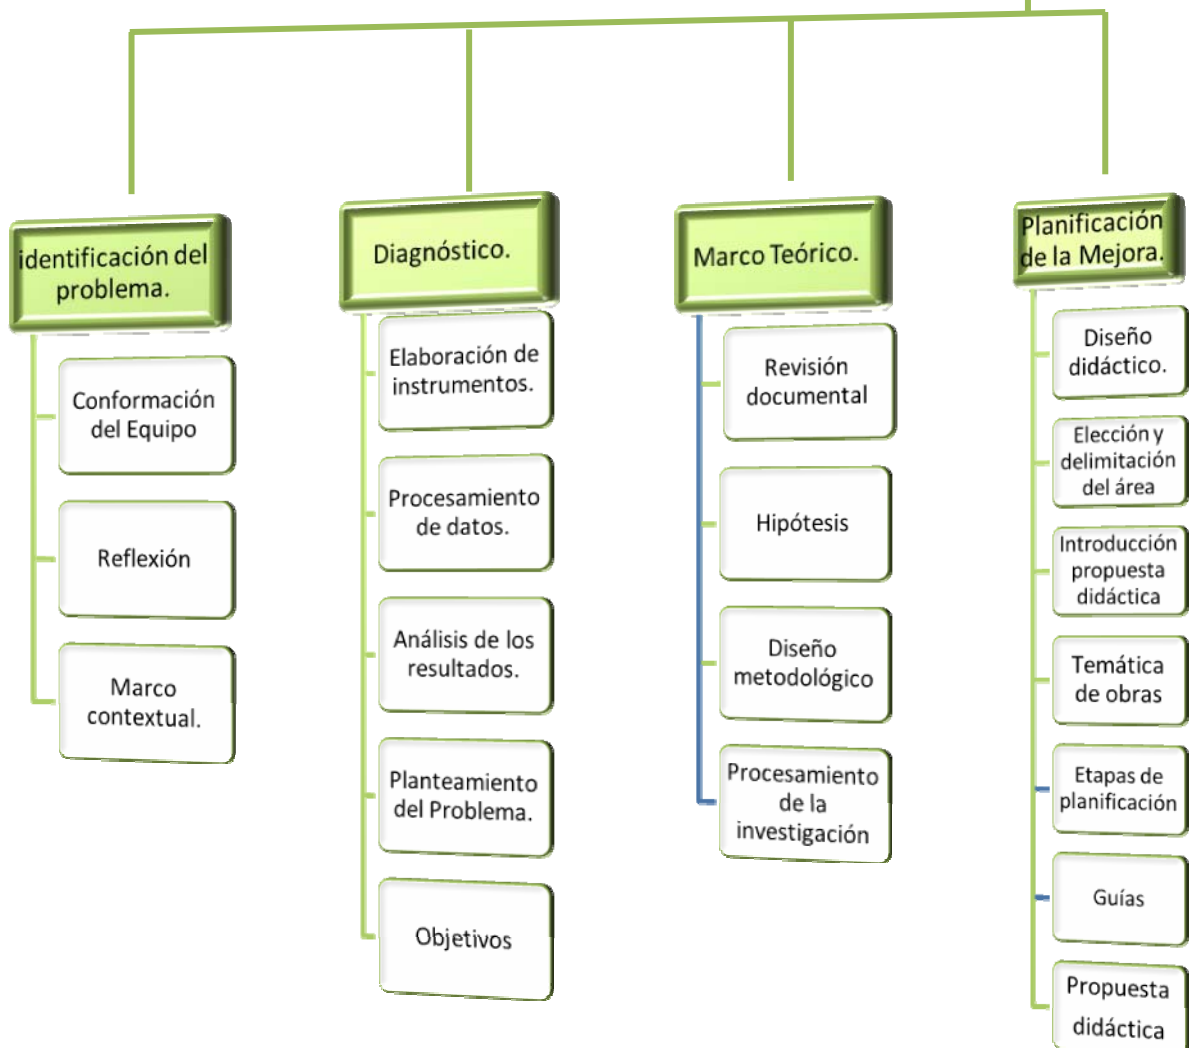 identificación del
problema.
Conformación
del Equipo
Reflexión
Marco
contextual.
Diagnóstico.
Elaboración de
instrumentos.
Procesamiento
de datos.
Análisis de los
resultados.
Planteamiento
del Problema.
Objetivos
Marco Teórico.
Revisión
documental
Hipótesis
Diseño
metodológico
Procesamiento
de la
investigación
Planificación
de la Mejora.
Diseño
didáctico.
Elección y
delimitación
del área
Introducción
propuesta
didáctica
Temática
de obras
Etapas de
planificación
Guías
Propuesta
didáctica